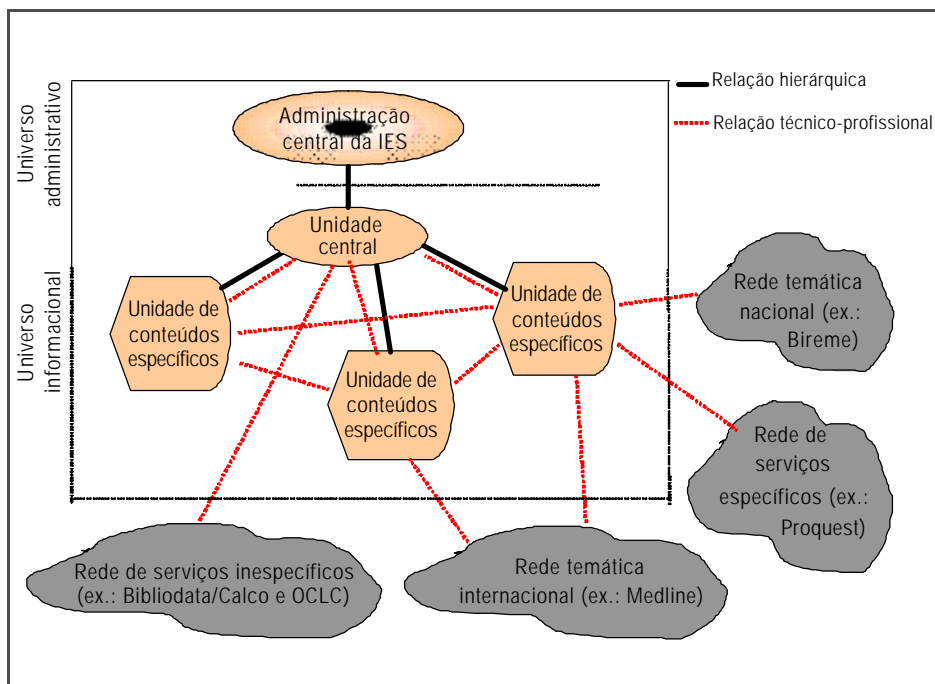 Relação hierárquica
Relação técnico-profissional
Universo
administrativo
Administração
central da IES
Unidade
central
Universo
informacional
Unidade de
conteúdos
específicos
Unidade de
conteúdos
específicos
Unidade de
conteúdos
específicos
Rede temática
nacional (ex.:
Bireme)
Rede de
serviços
específicos (ex.:
Proquest)
Rede de serviços inespecíficos
(ex.: Bibliodata/Calco e OCLC)
Rede temática
internacional (ex.: Medline)